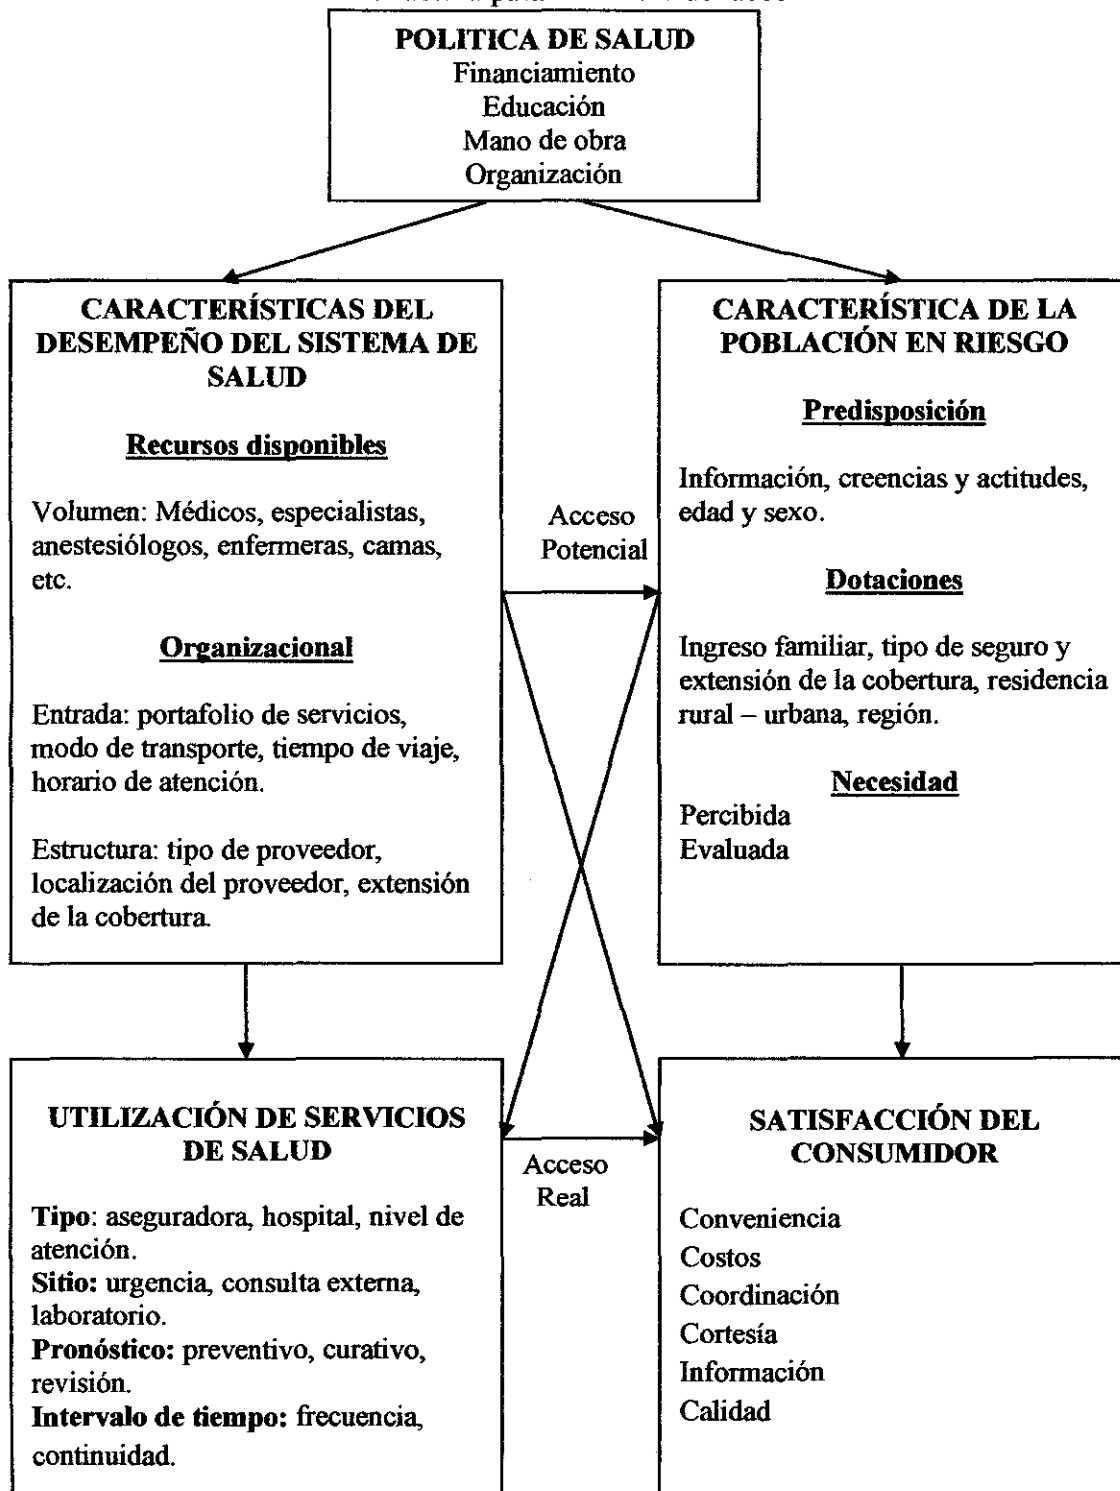 POLITICA DE SALUD
Financiamiento
Educación
Mano de obra
Organización
CARACTERÍSTICAS DEL
DESEMPEÑO DEL SISTEMA DE
SALUD
Recursos disponibles
Volumen: Médicos, especialistas,
anestesiólogos, enfermeras, camas,
etc.
Organizacional
Entrada: portafolio de servicios,
modo de transporte, tiempo de viaje,
horario de atención.
Estructura: tipo de proveedor,
localización del proveedor, extensión
de la cobertura.
Acceso
Potencial
CARACTERÍSTICA DE LA
POBLACIÓN EN RIESGO
Predisposición
Información, creencias y actitudes,
edad y sexo.
Dotaciones
Ingreso familiar, tipo de seguro y
extensión de la cobertura, residencia
rural – urbana, región.
Necesidad
Percibida
Evaluada
UTILIZACIÓN DE SERVICIOS
DE SALUD
Tipo: aseguradora, hospital, nivel de
atención.
Sitio: urgencia, consulta externa,
laboratorio.
Pronóstico: preventivo, curativo,
revisión.
Intervalo de tiempo: frecuencia,
continuidad.
Acceso
Real
SATISFACCIÓN DEL
CONSUMIDOR
Conveniencia
Costos
Coordinación
Cortesía
Información
Calidad